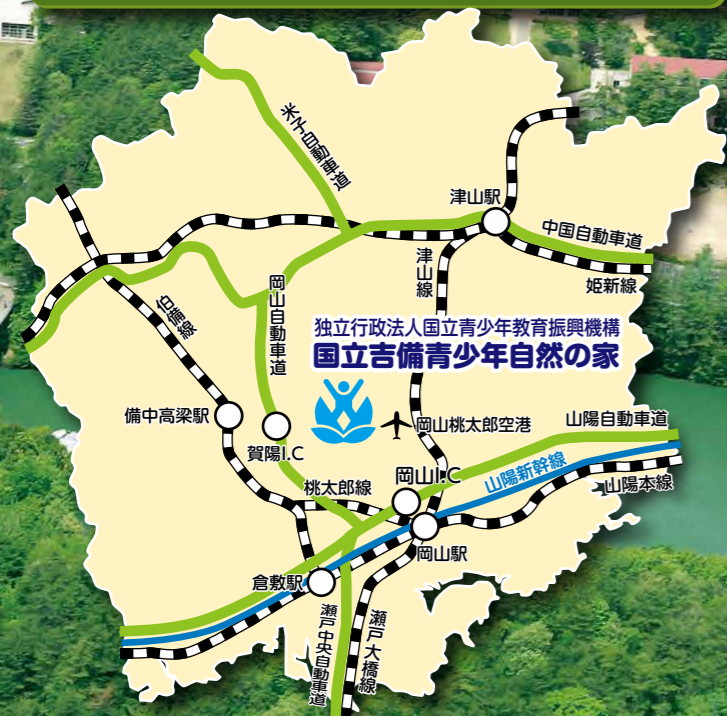 米子自動車道
津山駅
中国自動車道
津山線
姫新線
伯備線
岡山自動車道
独立行政法人国立青少年教育振興機構
国立吉備青少年自然の家
備中高梁駅
賀陽I.C
岡山桃太郎空港
山陽自動車道
桃太郎線
岡山I.C
山陽新幹線
山陽本線
岡山駅
倉敷駅
瀬戸中央自動車道
瀬戸大橋線